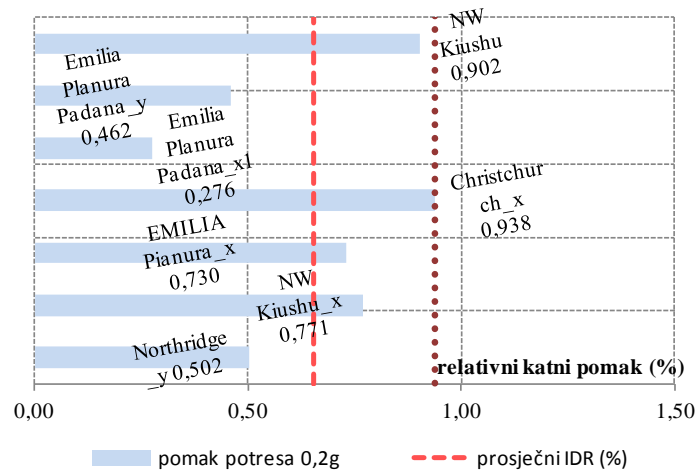 NW
Kiushu
0,902
Emilia
Planura
Padana_y
0,462
Emilia
Planura
Padana_x1
0,276
Christchur
ch_x
0,938
EMILIA
Pianura_x
0,730
NW
Kiushu_x
0,771
Northridge
_y 0,502
relativni katni pomak (%)
0,00 0,50 1,00 1,50
pomak potresa 0,2g prosječni IDR (%)